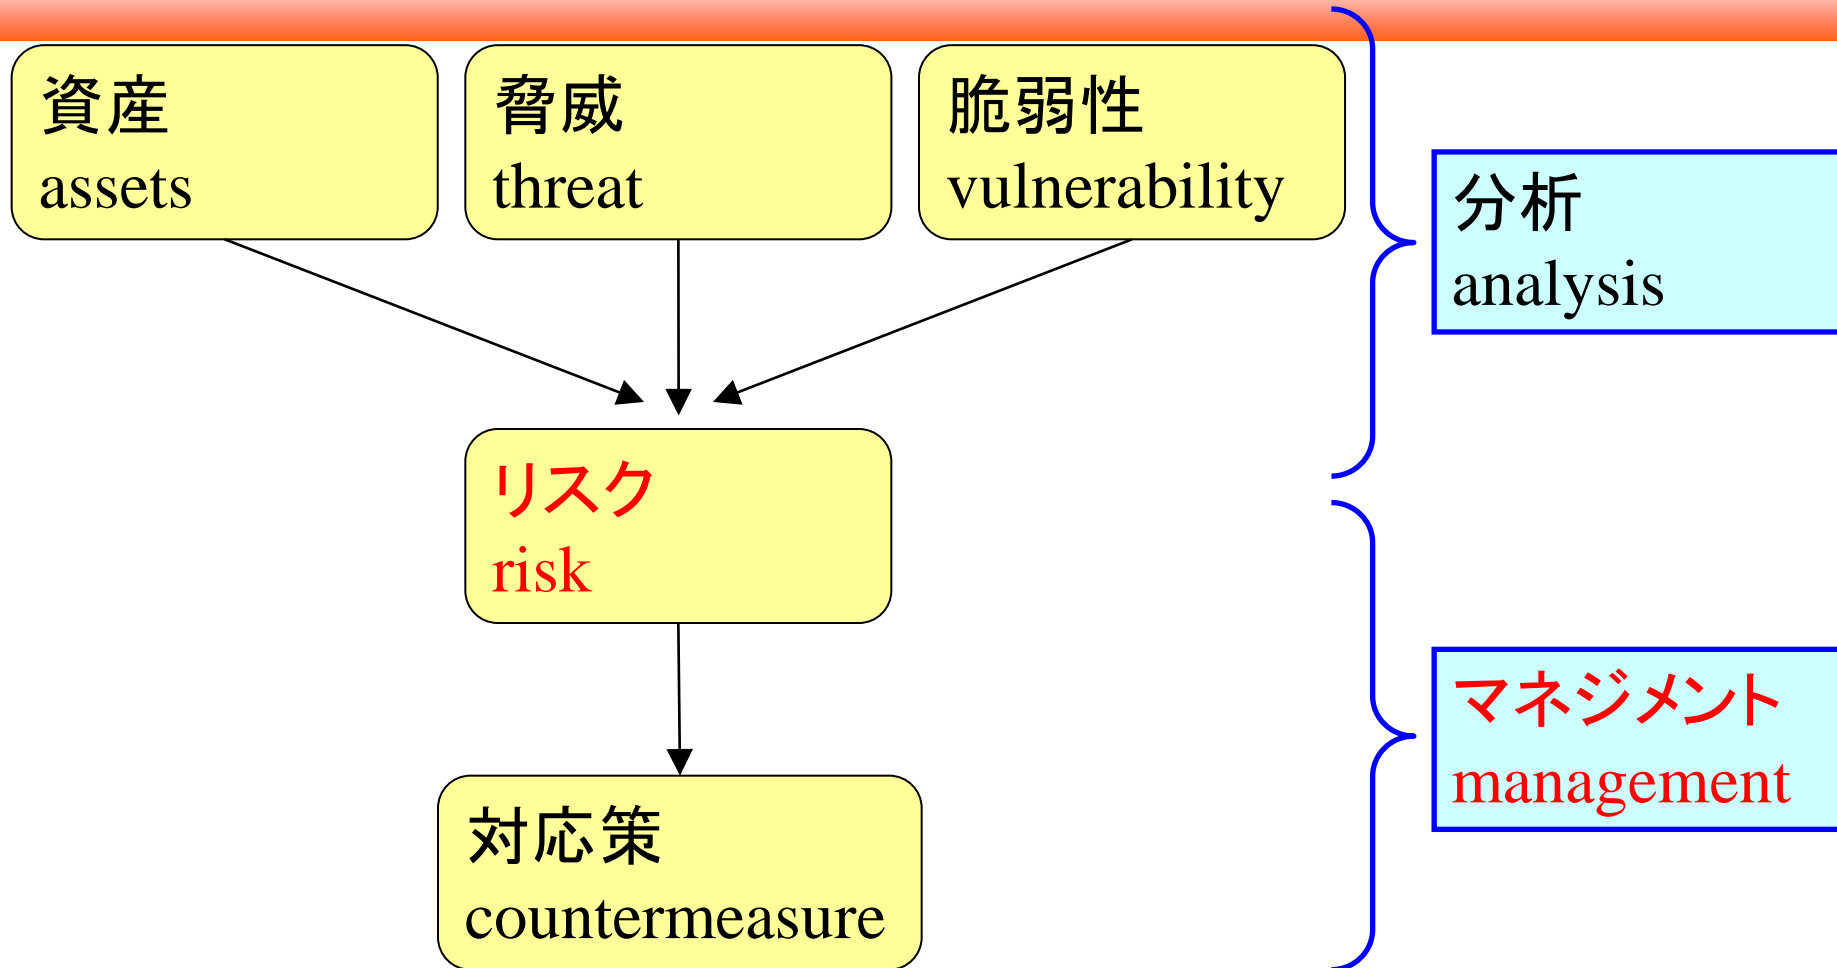 資産
assets
脅威
threat
脆弱性
vulnerability
分析
analysis
リスク
risk
マネジメント
management
対応策
countermeasure